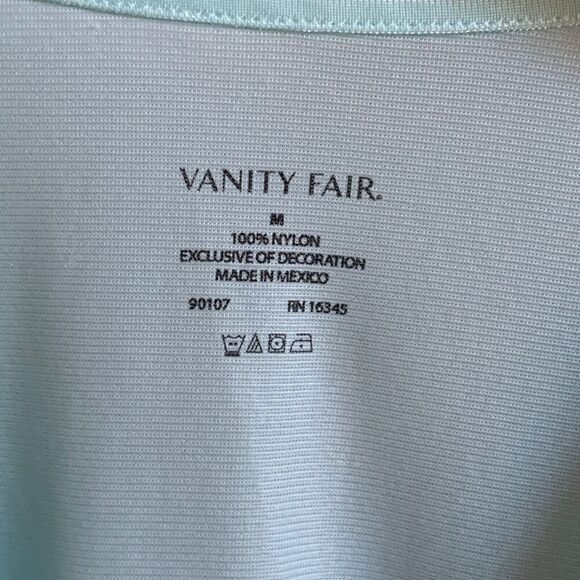 VANITY FAIR.
M
100% NYLON
EXCLUSIVE OF DECORATION
MADE IN MEXICO
90107 RN 16345